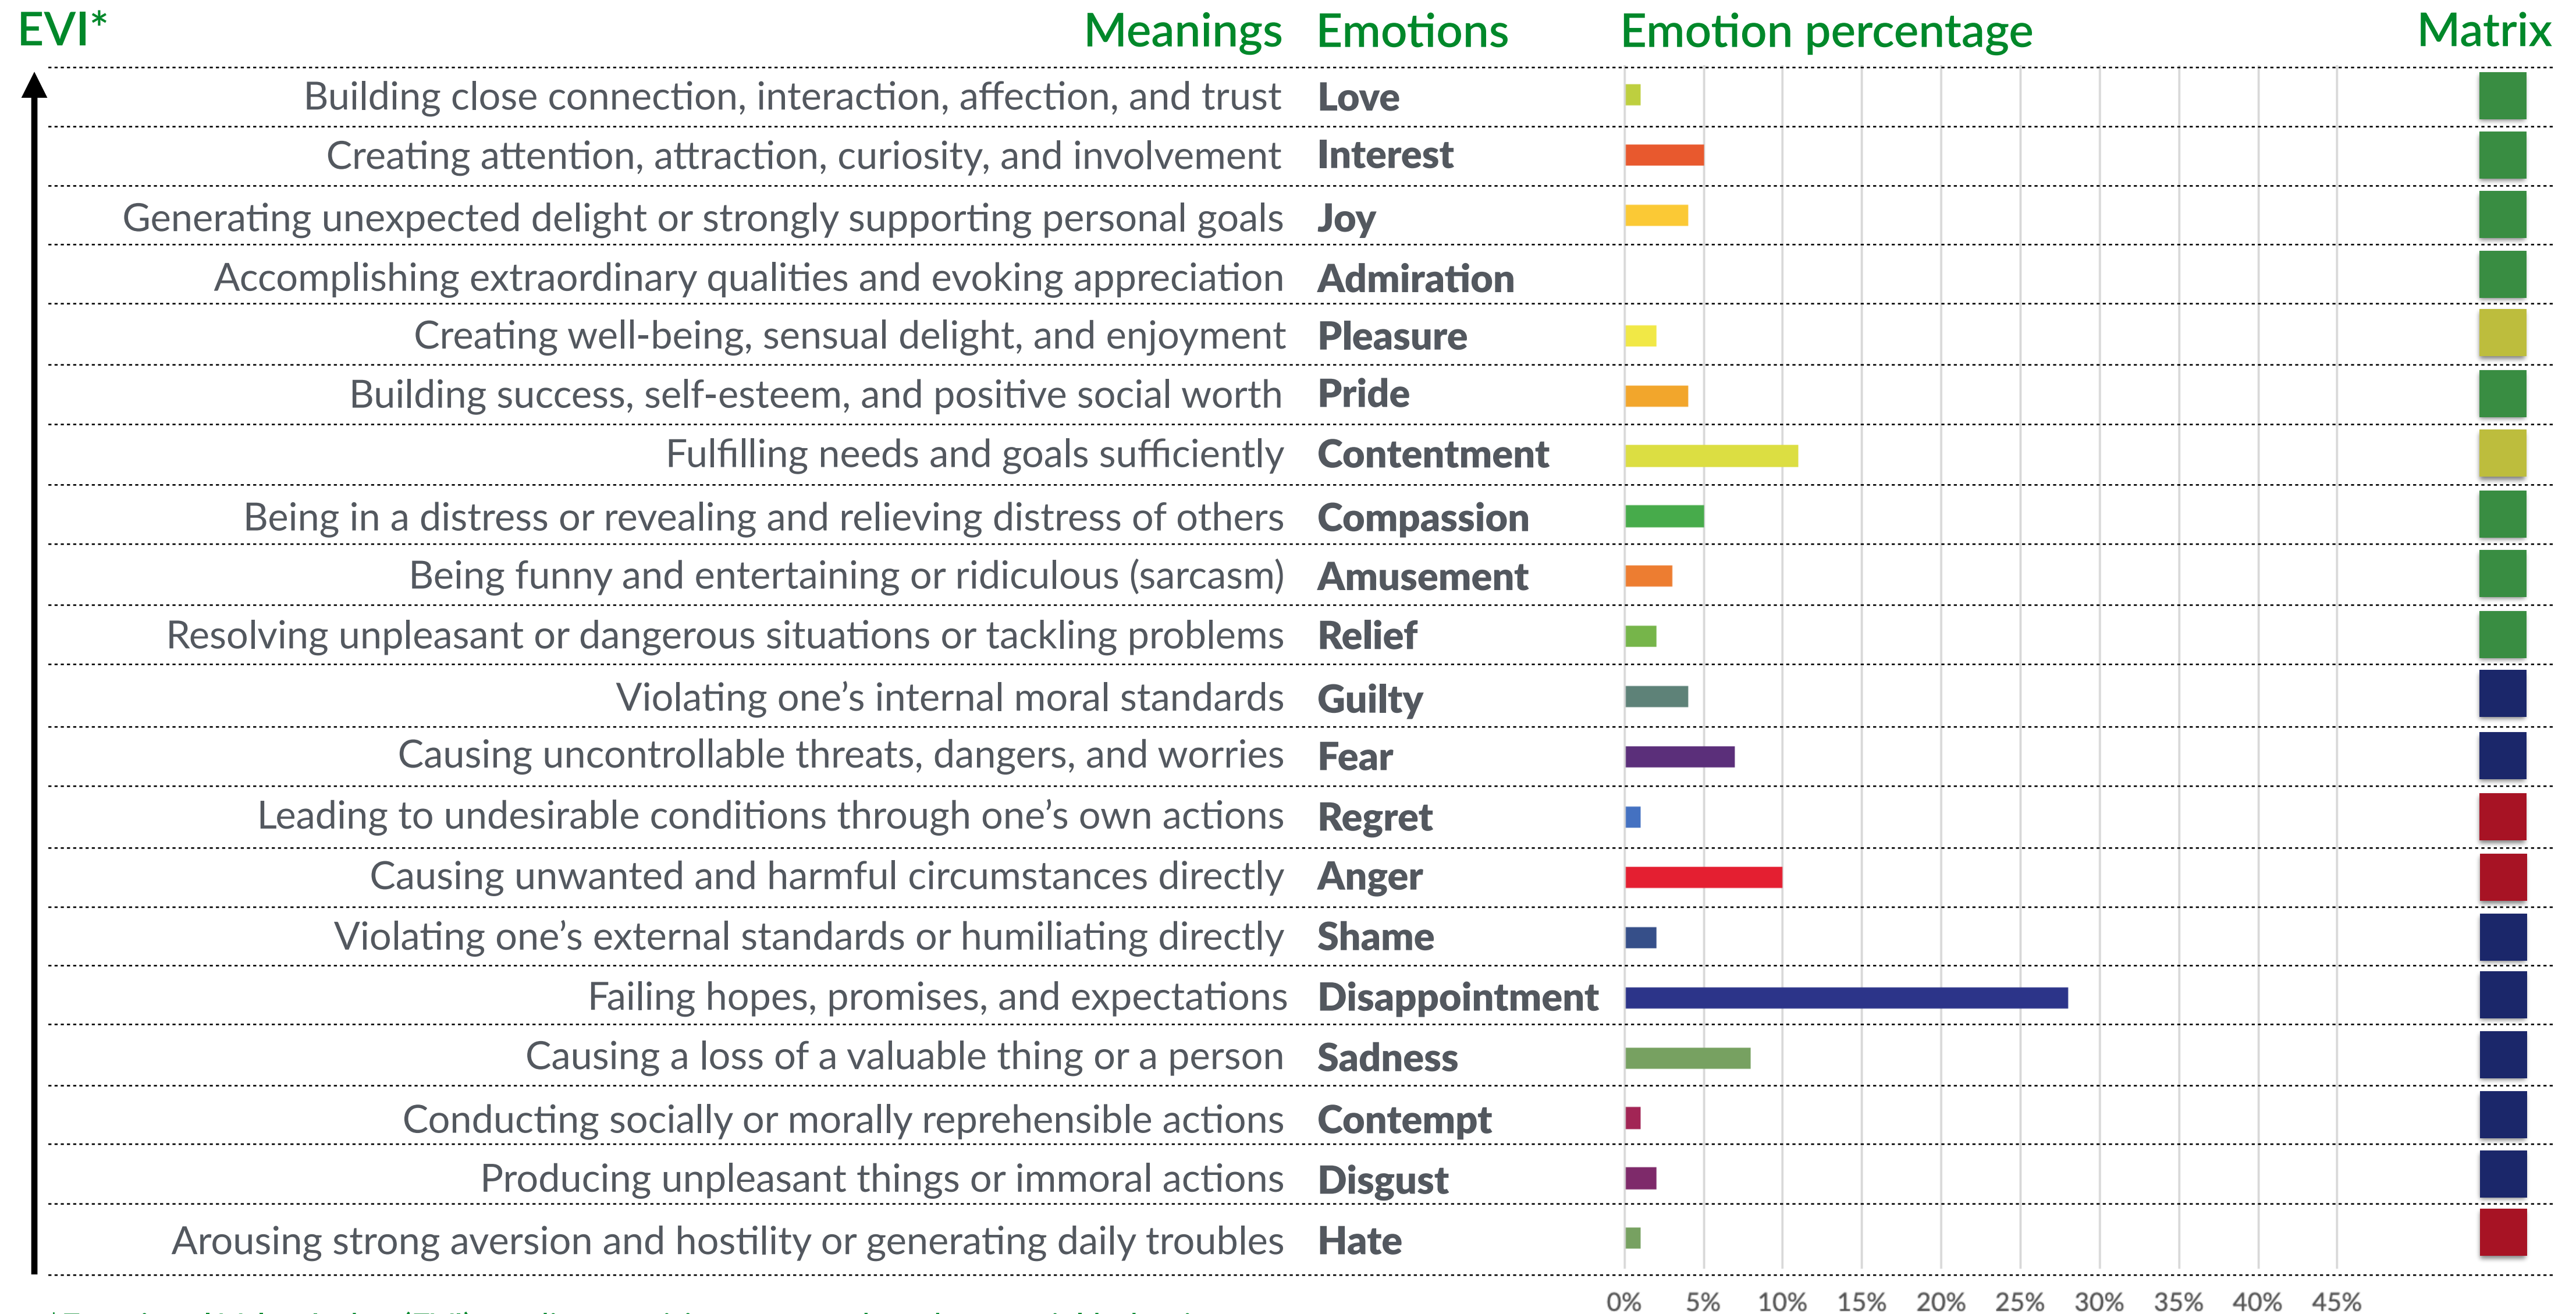 EVI* Meanings Emotions Emotion percentage Matrix
Building close connection, interaction, affection, and trust Love
Creating attention, attraction, curiosity, and involvement Interest
Generating unexpected delight or strongly supporting personal goals Joy
Accomplishing extraordinary qualities and evoking appreciation Admiration
Creating well-being, sensual delight, and enjoyment Pleasure
Building success, self-esteem, and positive social worth Pride
Fulfilling needs and goals sufficiently Contentment
Being in a distress or revealing and relieving distress of others Compassion
Being funny and entertaining or ridiculous (sarcasm) Amusement
Resolving unpleasant or dangerous situations or tackling problems Relief
Violating one’s internal moral standards Guilty
Causing uncontrollable threats, dangers, and worries Fear
Leading to undesirable conditions through one’s own actions Regret
Causing unwanted and harmful circumstances directly Anger
Violating one’s external standards or humiliating directly Shame
Failing hopes, promises, and expectations Disappointment
Causing a loss of a valuable thing or a person Sadness
Conducting socially or morally reprehensible actions Contempt
Producing unpleasant things or immoral actions Disgust
Arousing strong aversion and hostility or generating daily troubles Hate
0% 5% 10% 15% 20% 25% 30% 35% 40% 45%